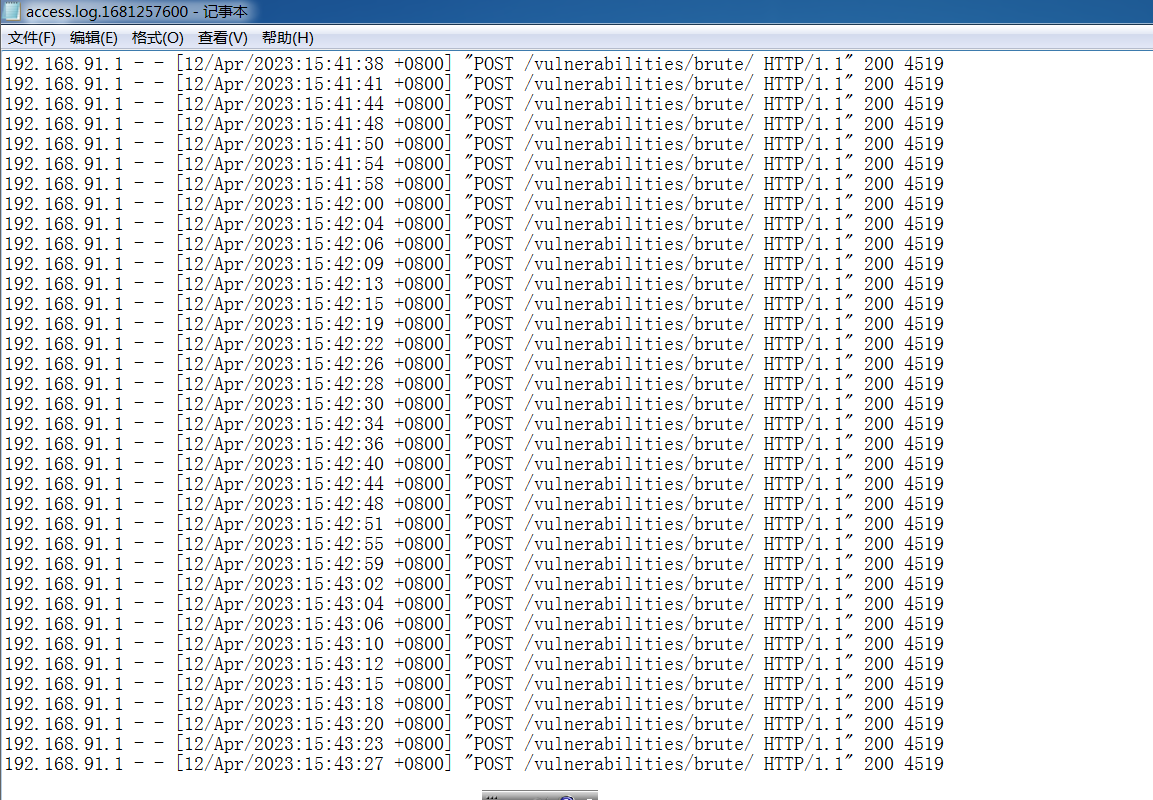 access.log.1681257600 - 记事本
文件(F) 编辑(E) 格式(O) 查看(V) 帮助(H)
192.168.91.1 - - [12/Apr/2023:15:41:38 +0800] "POST /vulnerabilities/brute/ HTTP/1.1" 200 4519
192.168.91.1 - - [12/Apr/2023:15:41:41 +0800] "POST /vulnerabilities/brute/ HTTP/1.1" 200 4519
192.168.91.1 - - [12/Apr/2023:15:41:44 +0800] "POST /vulnerabilities/brute/ HTTP/1.1" 200 4519
192.168.91.1 - - [12/Apr/2023:15:41:48 +0800] "POST /vulnerabilities/brute/ HTTP/1.1" 200 4519
192.168.91.1 - - [12/Apr/2023:15:41:50 +0800] "POST /vulnerabilities/brute/ HTTP/1.1" 200 4519
192.168.91.1 - - [12/Apr/2023:15:41:54 +0800] "POST /vulnerabilities/brute/ HTTP/1.1" 200 4519
192.168.91.1 - - [12/Apr/2023:15:41:58 +0800] "POST /vulnerabilities/brute/ HTTP/1.1" 200 4519
192.168.91.1 - - [12/Apr/2023:15:42:00 +0800] "POST /vulnerabilities/brute/ HTTP/1.1" 200 4519
192.168.91.1 - - [12/Apr/2023:15:42:04 +0800] "POST /vulnerabilities/brute/ HTTP/1.1" 200 4519
192.168.91.1 - - [12/Apr/2023:15:42:06 +0800] "POST /vulnerabilities/brute/ HTTP/1.1" 200 4519
192.168.91.1 - - [12/Apr/2023:15:42:09 +0800] "POST /vulnerabilities/brute/ HTTP/1.1" 200 4519
192.168.91.1 - - [12/Apr/2023:15:42:13 +0800] "POST /vulnerabilities/brute/ HTTP/1.1" 200 4519
192.168.91.1 - - [12/Apr/2023:15:42:15 +0800] "POST /vulnerabilities/brute/ HTTP/1.1" 200 4519
192.168.91.1 - - [12/Apr/2023:15:42:19 +0800] "POST /vulnerabilities/brute/ HTTP/1.1" 200 4519
192.168.91.1 - - [12/Apr/2023:15:42:22 +0800] "POST /vulnerabilities/brute/ HTTP/1.1" 200 4519
192.168.91.1 - - [12/Apr/2023:15:42:26 +0800] "POST /vulnerabilities/brute/ HTTP/1.1" 200 4519
192.168.91.1 - - [12/Apr/2023:15:42:28 +0800] "POST /vulnerabilities/brute/ HTTP/1.1" 200 4519
192.168.91.1 - - [12/Apr/2023:15:42:30 +0800] "POST /vulnerabilities/brute/ HTTP/1.1" 200 4519
192.168.91.1 - - [12/Apr/2023:15:42:34 +0800] "POST /vulnerabilities/brute/ HTTP/1.1" 200 4519
192.168.91.1 - - [12/Apr/2023:15:42:36 +0800] "POST /vulnerabilities/brute/ HTTP/1.1" 200 4519
192.168.91.1 - - [12/Apr/2023:15:42:40 +0800] "POST /vulnerabilities/brute/ HTTP/1.1" 200 4519
192.168.91.1 - - [12/Apr/2023:15:42:44 +0800] "POST /vulnerabilities/brute/ HTTP/1.1" 200 4519
192.168.91.1 - - [12/Apr/2023:15:42:48 +0800] "POST /vulnerabilities/brute/ HTTP/1.1" 200 4519
192.168.91.1 - - [12/Apr/2023:15:42:51 +0800] "POST /vulnerabilities/brute/ HTTP/1.1" 200 4519
192.168.91.1 - - [12/Apr/2023:15:42:55 +0800] "POST /vulnerabilities/brute/ HTTP/1.1" 200 4519
192.168.91.1 - - [12/Apr/2023:15:42:59 +0800] "POST /vulnerabilities/brute/ HTTP/1.1" 200 4519
192.168.91.1 - - [12/Apr/2023:15:43:02 +0800] "POST /vulnerabilities/brute/ HTTP/1.1" 200 4519
192.168.91.1 - - [12/Apr/2023:15:43:04 +0800] "POST /vulnerabilities/brute/ HTTP/1.1" 200 4519
192.168.91.1 - - [12/Apr/2023:15:43:06 +0800] "POST /vulnerabilities/brute/ HTTP/1.1" 200 4519
192.168.91.1 - - [12/Apr/2023:15:43:10 +0800] "POST /vulnerabilities/brute/ HTTP/1.1" 200 4519
192.168.91.1 - - [12/Apr/2023:15:43:12 +0800] "POST /vulnerabilities/brute/ HTTP/1.1" 200 4519
192.168.91.1 - - [12/Apr/2023:15:43:15 +0800] "POST /vulnerabilities/brute/ HTTP/1.1" 200 4519
192.168.91.1 - - [12/Apr/2023:15:43:18 +0800] "POST /vulnerabilities/brute/ HTTP/1.1" 200 4519
192.168.91.1 - - [12/Apr/2023:15:43:20 +0800] "POST /vulnerabilities/brute/ HTTP/1.1" 200 4519
192.168.91.1 - - [12/Apr/2023:15:43:23 +0800] "POST /vulnerabilities/brute/ HTTP/1.1" 200 4519
192.168.91.1 - - [12/Apr/2023:15:43:27 +0800] "POST /vulnerabilities/brute/ HTTP/1.1" 200 4519